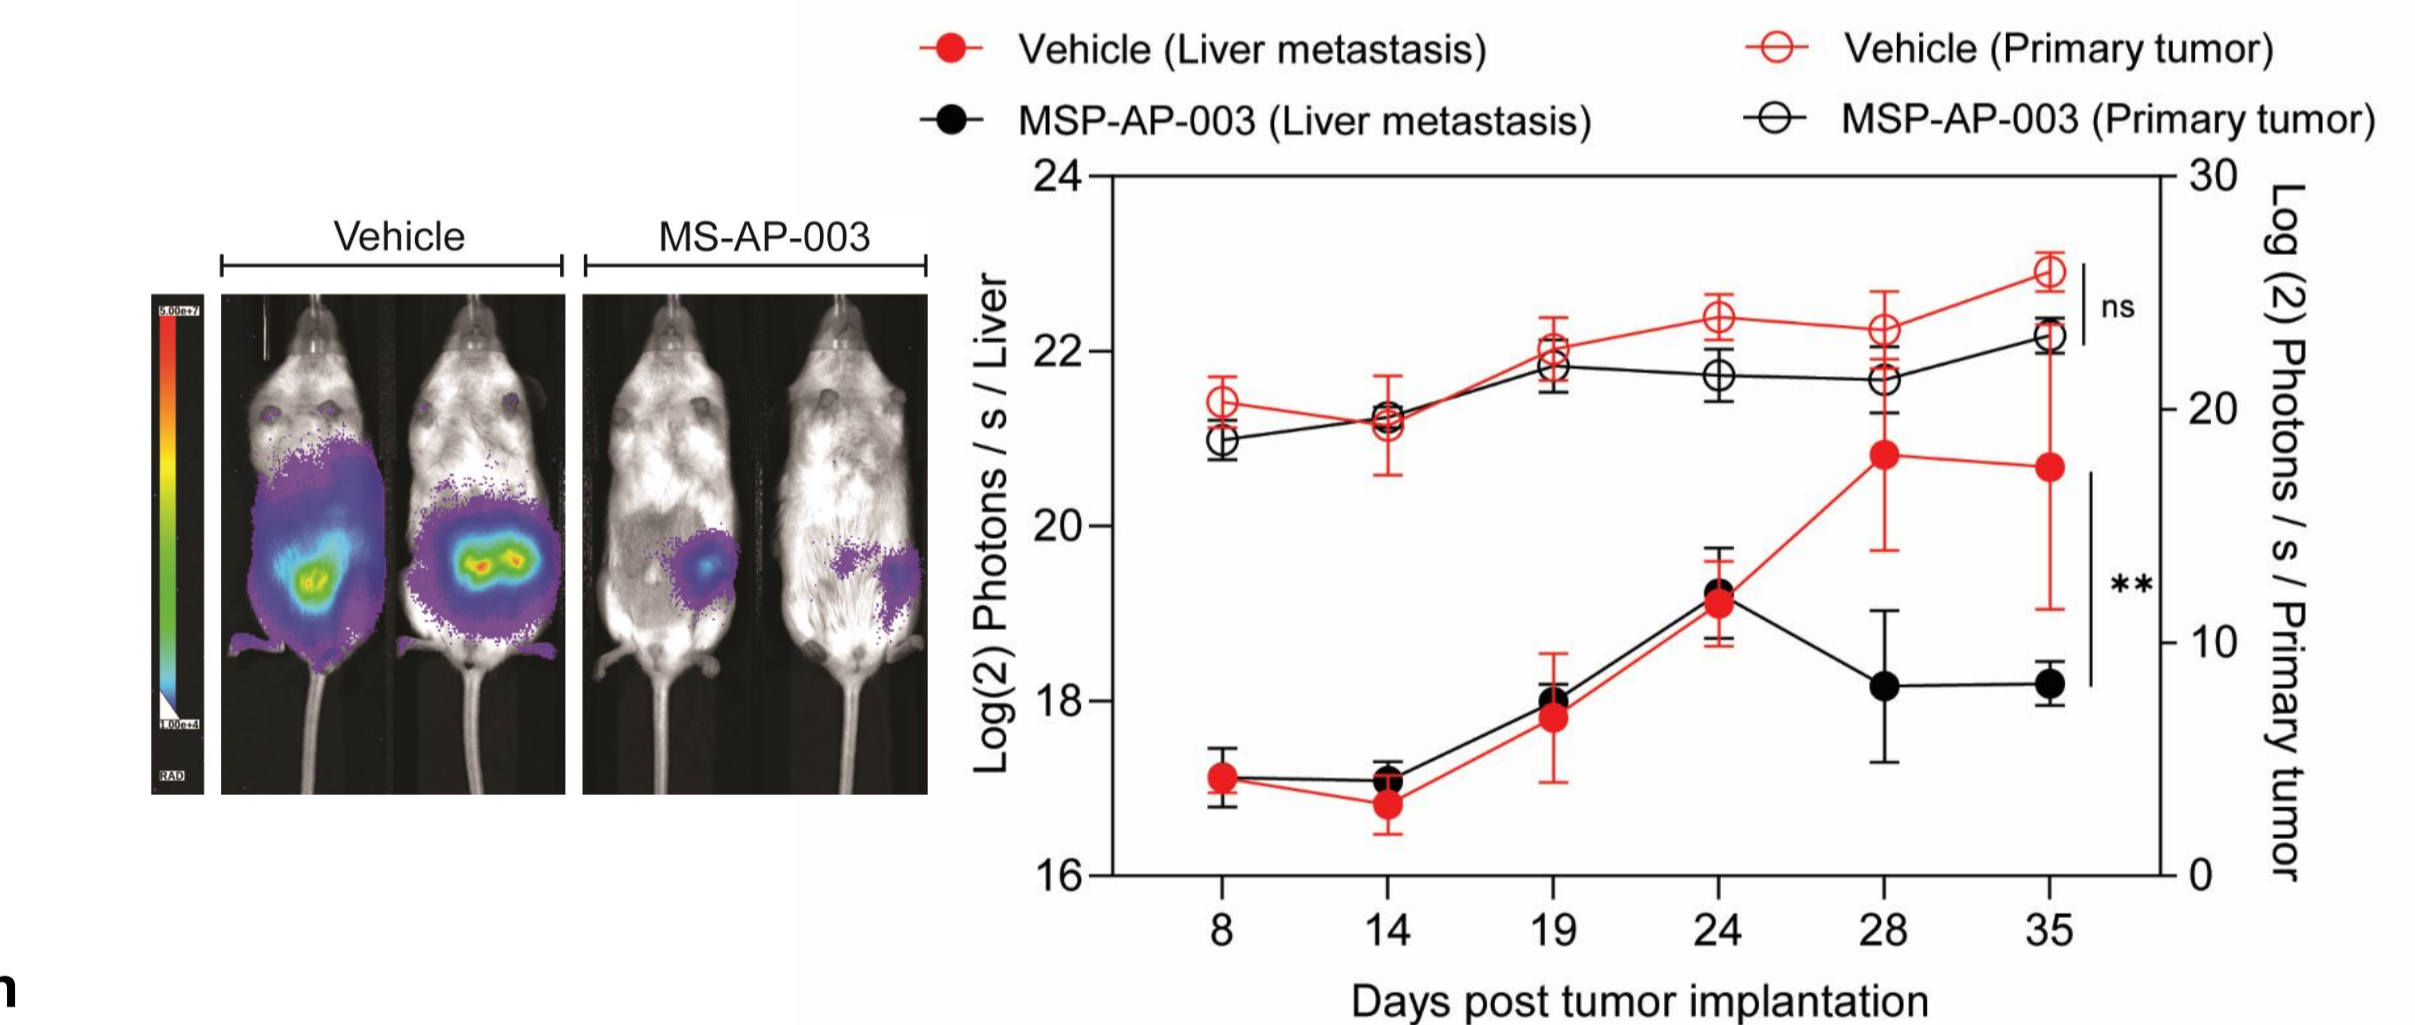 Vehicle (Liver metastasis)
Vehicle (Primary tumor)
MSP-AP-003 (Liver metastasis)
MSP-AP-003 (Primary tumor)
Vehicle
MS-AP-003
5.00e+7
1.00e+4
RAD
Log(2) Photons / s / Liver
24
22
20
18
16
30
20
10
0
Log (2) Photons / s / Primary tumor
ns
**
8 14 19 24 28 35
Days post tumor implantation
n